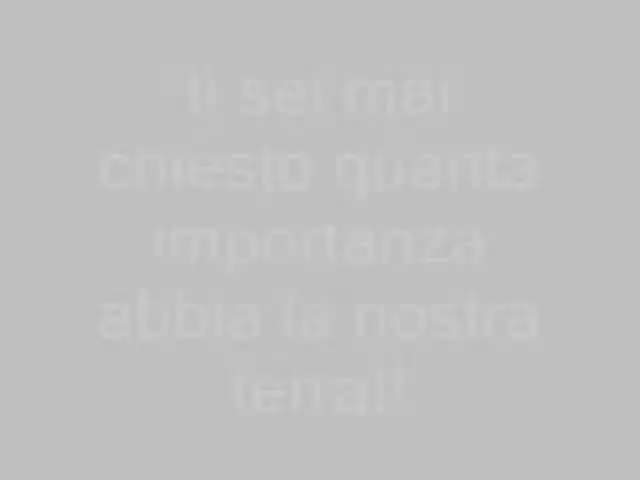 ti sei mai
chiesto quanta
importanza
abbia la nostra
terra!!